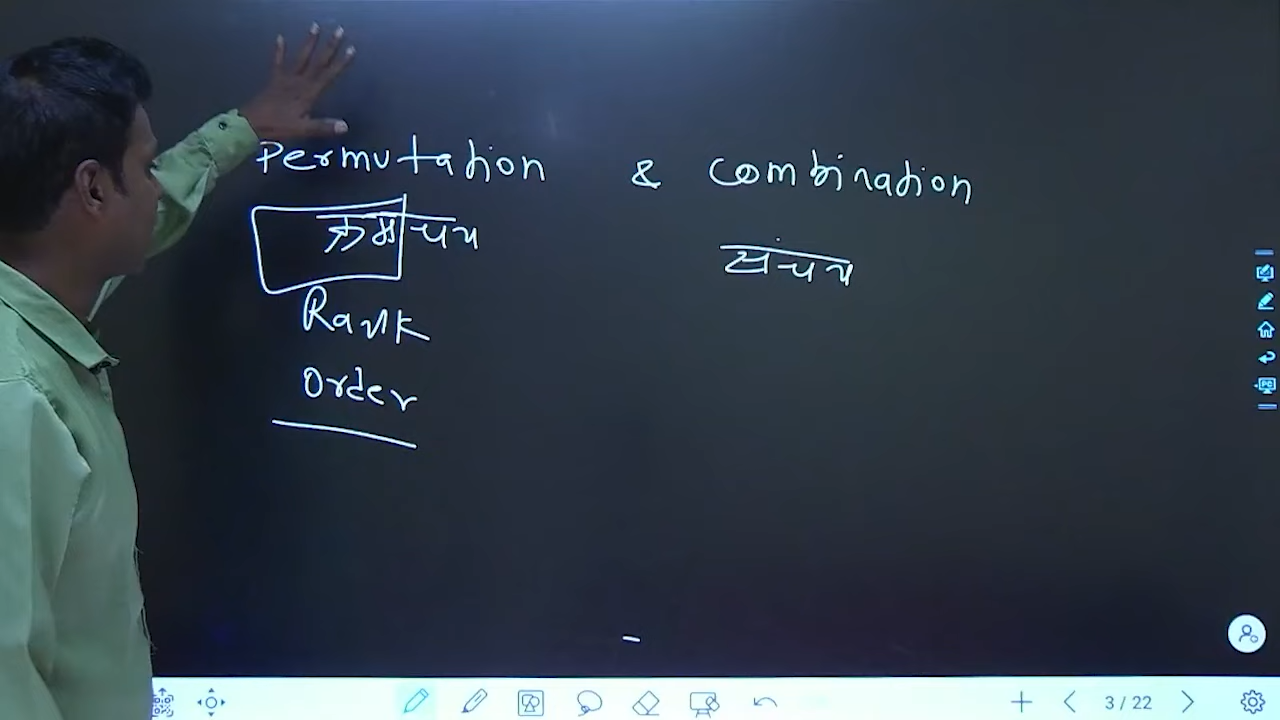 Permutation & Combination
क्रमचय
संचय
Rank
Order
3 / 22